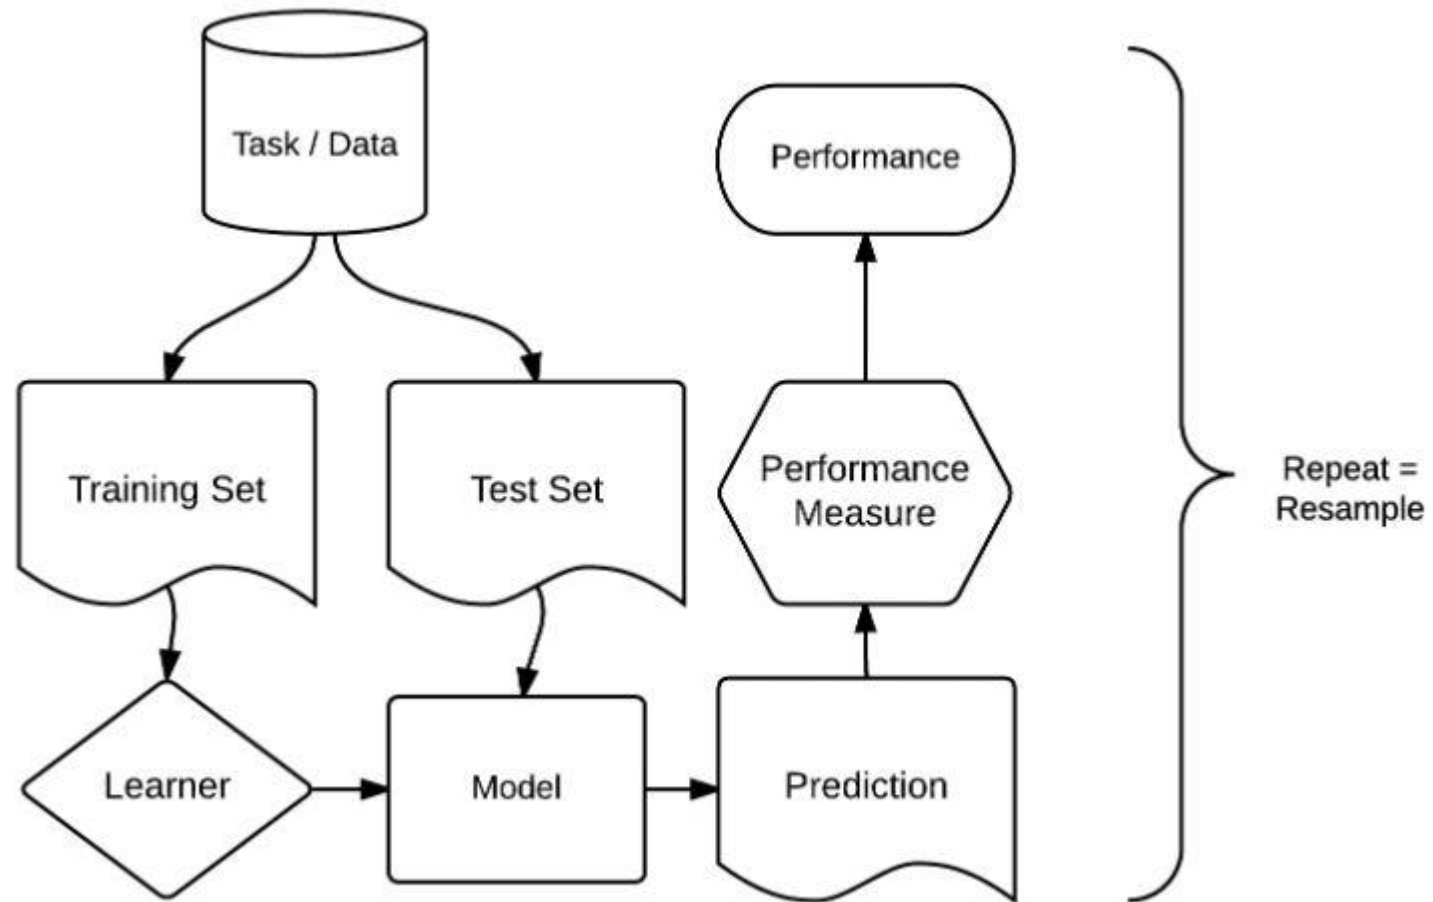 Task / Data
Performance
Training Set
Test Set
Performance
Measure
Repeat =
Resample
Learner
Model
Prediction